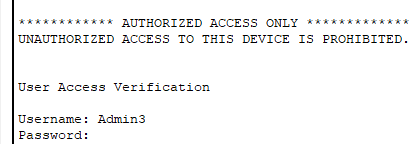 ************ AUTHORIZED ACCESS ONLY *************
UNAUTHORIZED ACCESS TO THIS DEVICE IS PROHIBITED.
User Access Verification
Username: Admin3
Password: